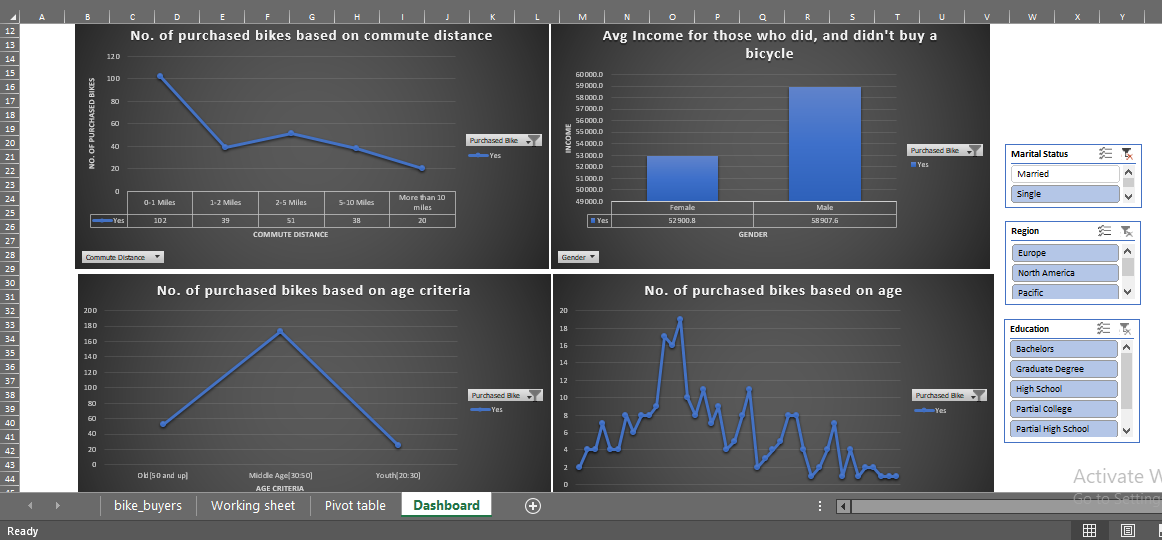 A B C D E F G H I J K L M N O P Q R S T U V W X Y
12
13
14
15
16
17
18
19
20
21
22
23
24
25
26
27
28
29
30
31
32
33
34
35
36
37
38
39
40
41
42
43
44
No. of purchased bikes based on commute distance
NO. OF PURCHASED BIKES
120
100
80
60
40
20
0
0-1 Miles 1-2 Miles 2-5 Miles 5-10 Miles More than 10
miles
Yes 102 39 51 38 20
COMMUTE DISTANCE
Purchased Bike
Yes
Commute Distance
Avg Income for those who did, and didn't buy a
bicycle
INCOME
60000.0
59000.0
58000.0
57000.0
56000.0
55000.0
54000.0
53000.0
52000.0
51000.0
50000.0
49000.0
Female Male
Yes 52900.8 58907.6
GENDER
Purchased Bike
Yes
Gender
Marital Status
Married
Single
Region
Europe
North America
Pacific
Education
Bachelors
Graduate Degree
High School
Partial College
Partial High School
No. of purchased bikes based on age criteria
200
180
160
140
120
100
80
60
40
20
0
Old(50 and up) Middle Age(30:50) Youth(20:30)
AGE CRITERIA
Purchased Bike
Yes
No. of purchased bikes based on age
20
18
16
14
12
10
8
6
4
2
0
Purchased Bike
Yes
Activate W
Go to Setting
bike_buyers Working sheet Pivot table Dashboard
Ready